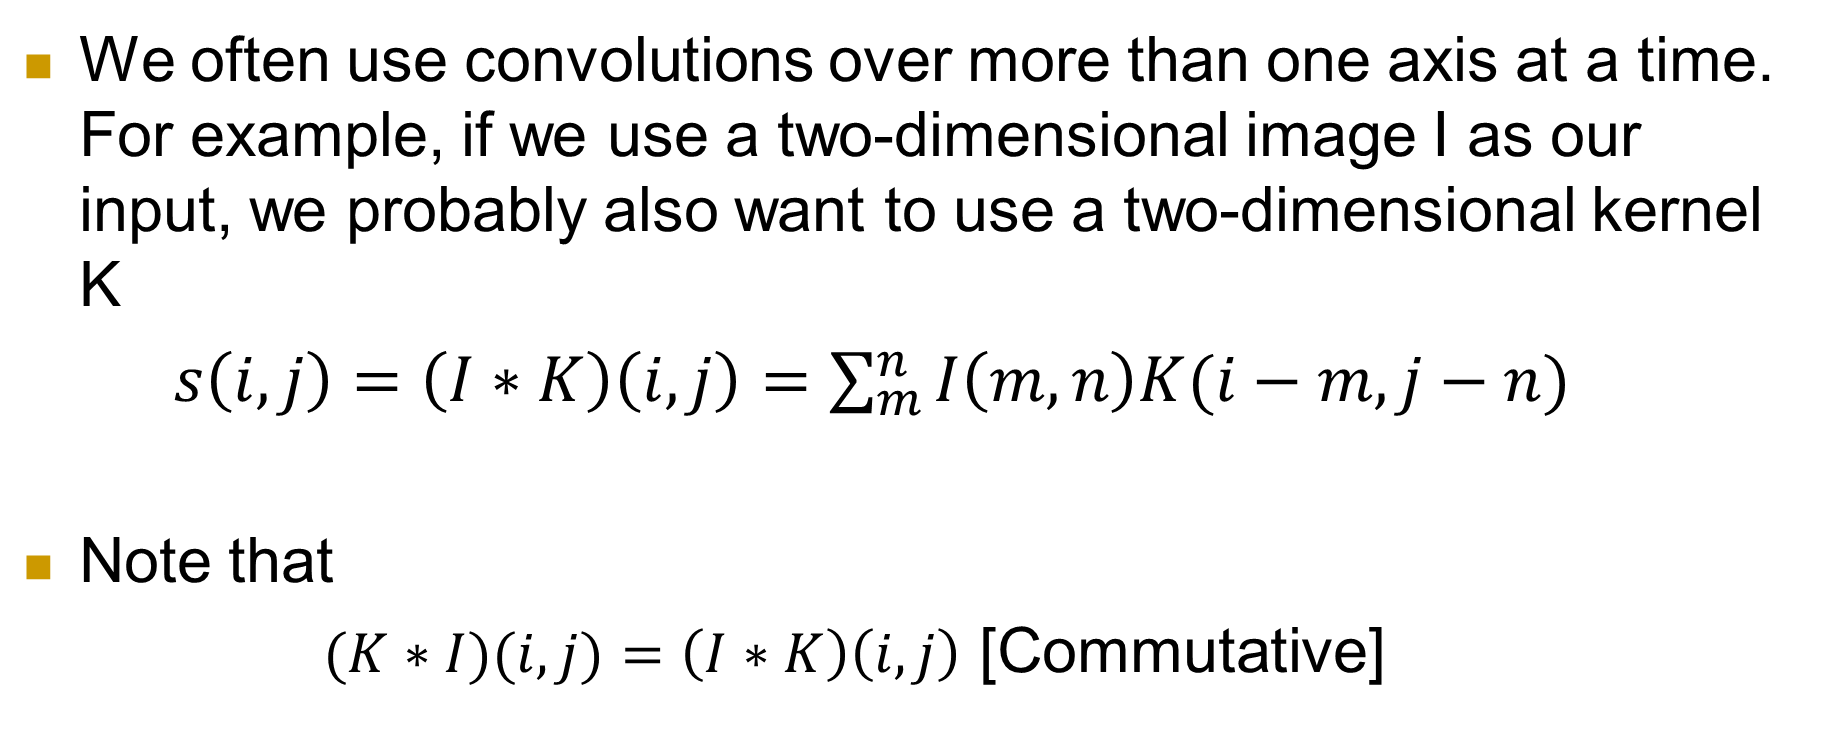 ▪ We often use convolutions over more than one axis at a time.
For example, if we use a two-dimensional image I as our
input, we probably also want to use a two-dimensional kernel
K
s(i, j) = (I ∗ K)(i, j) = ∑ₘⁿ I(m, n)K(i − m, j − n)
▪ Note that
(K ∗ I)(i, j) = (I ∗ K)(i, j) [Commutative]